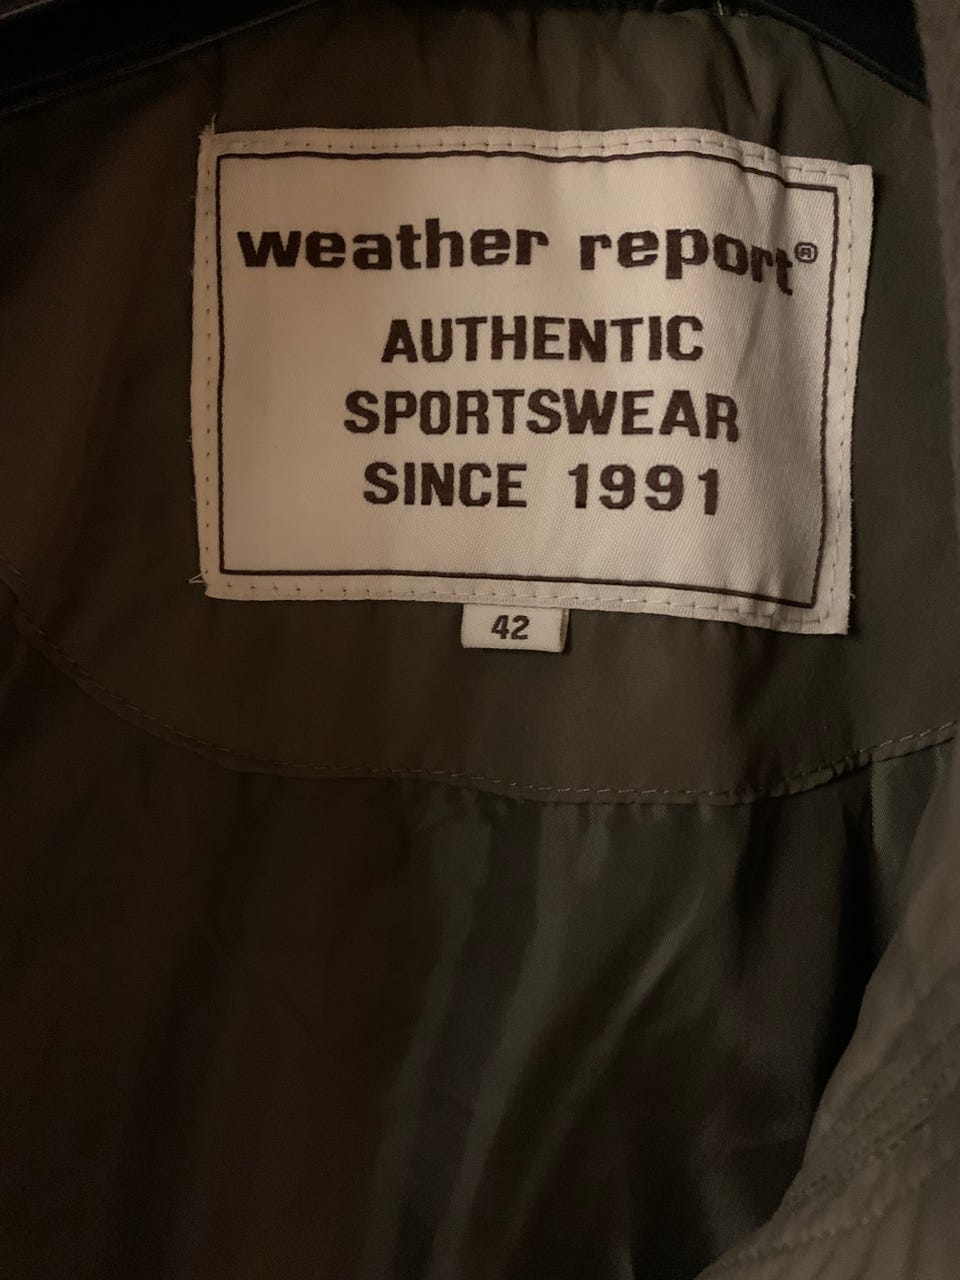 weather report®
AUTHENTIC
SPORTSWEAR
SINCE 1991
42